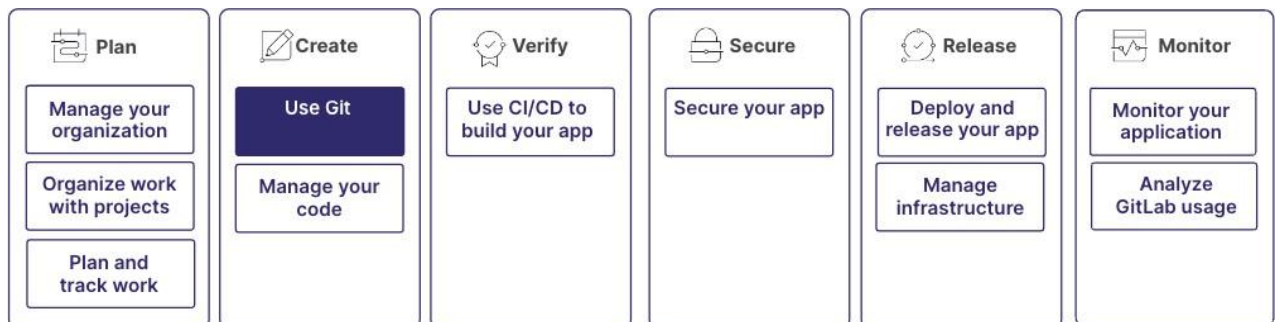 Plan
Manage your
organization
Organize work
with projects
Plan and
track work
Create
Use Git
Manage your
code
Verify
Use CI/CD to
build your app
Secure
Secure your app
Release
Deploy and
release your app
Manage
infrastructure
Monitor
Monitor your
application
Analyze
GitLab usage